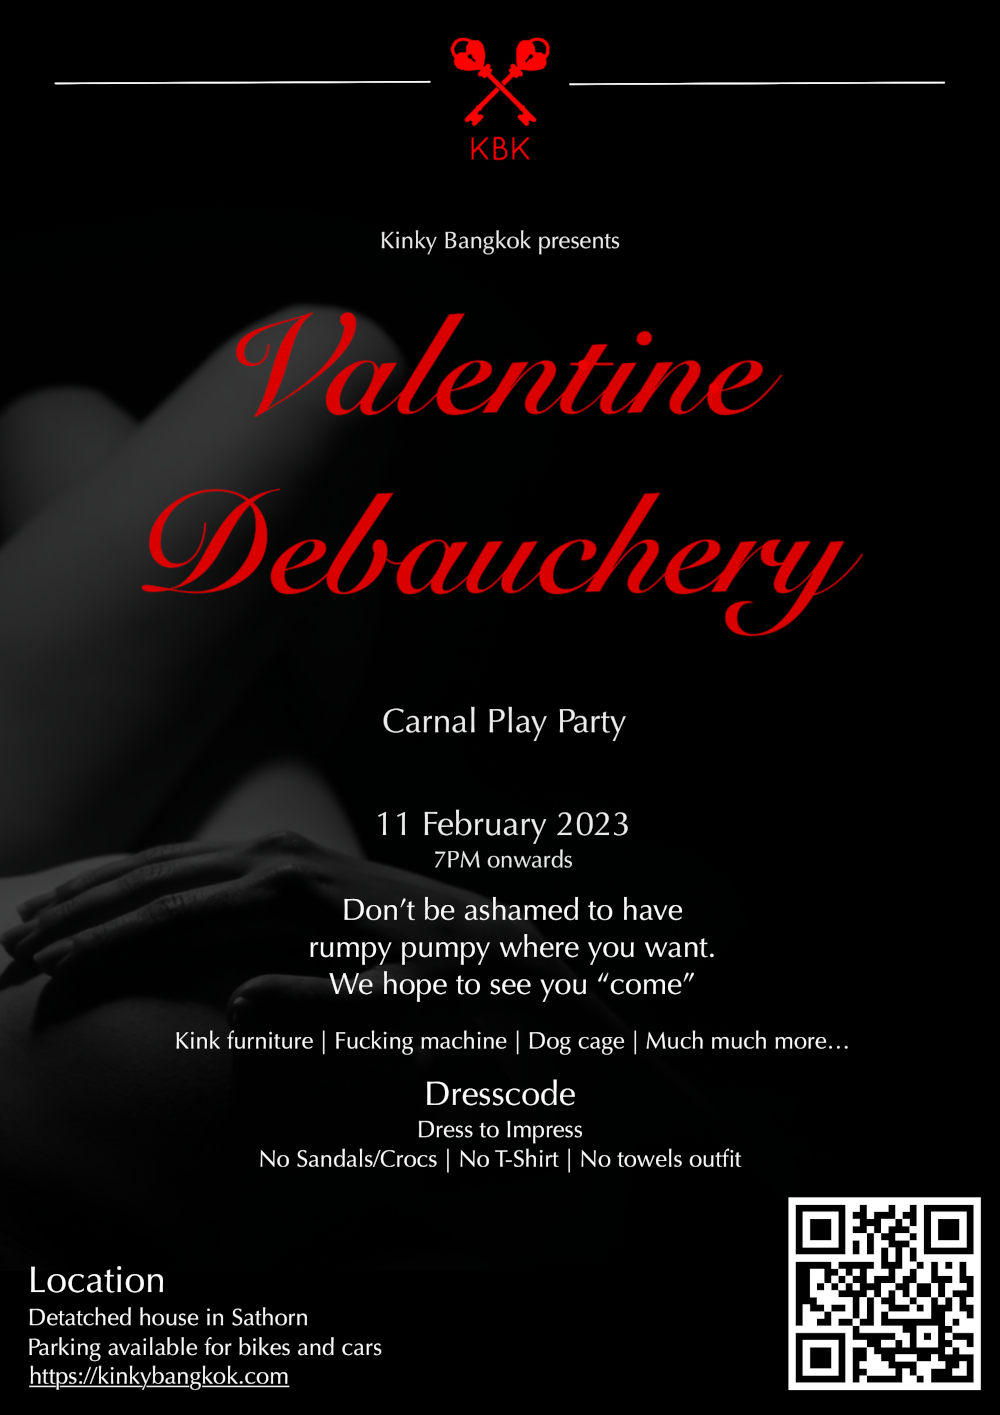 KBK
Kinky Bangkok presents
Valentine
Debauchery
Carnal Play Party
11 February 2023
7PM onwards
Don’t be ashamed to have
rumpy pumpy where you want.
We hope to see you “come”
Kink furniture | Fucking machine | Dog cage | Much much more…
Dresscode
Dress to Impress
No Sandals/Crocs | No T-Shirt | No towels outfit
Location
Detatched house in Sathorn
Parking available for bikes and cars
https://kinkybangkok.com